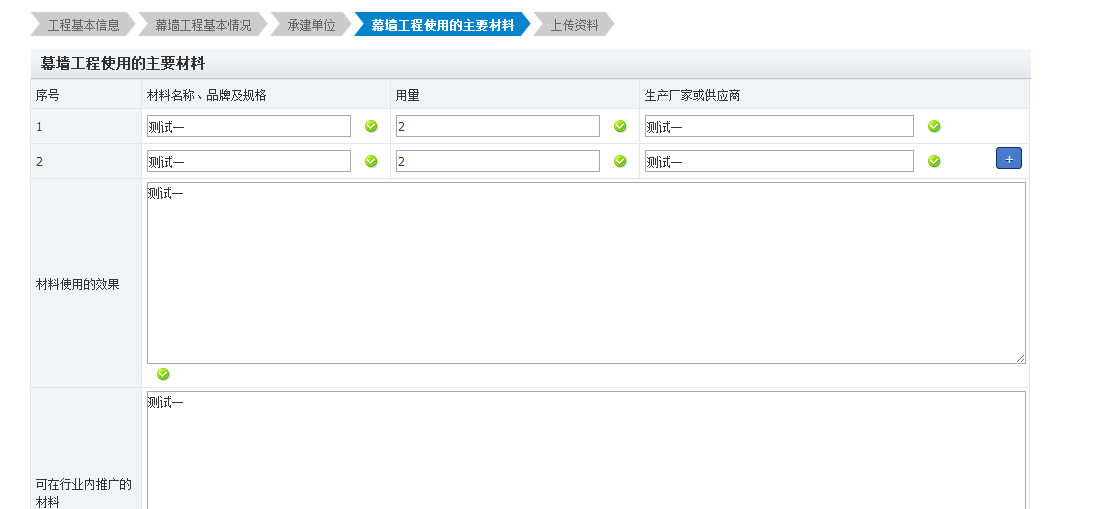 工程基本信息 幕墙工程基本情况 承建单位 幕墙工程使用的主要材料 上传资料
幕墙工程使用的主要材料
序号 材料名称、品牌及规格 用量 生产厂家或供应商
1 测试一 2 测试一
2 测试一 2 测试一 +
测试一
材料使用的效果
测试一
可在行业内推广的
材料